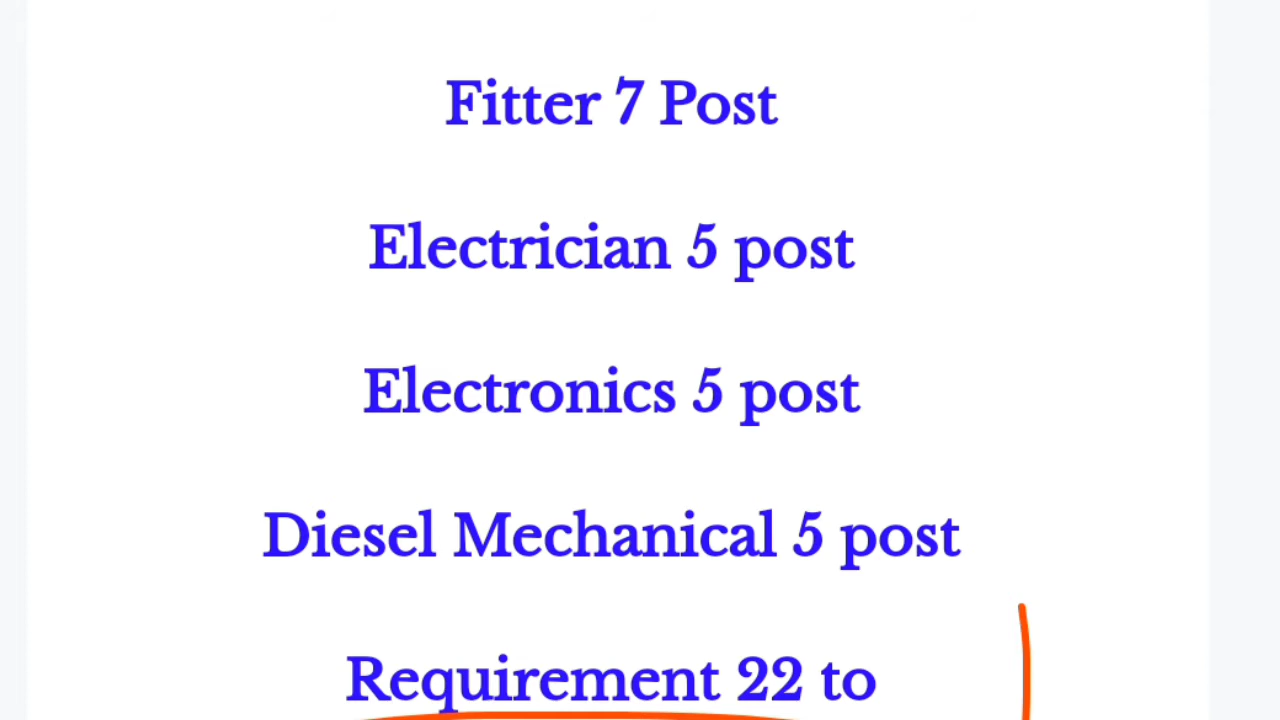 Fitter 7 Post
Electrician 5 post
Electronics 5 post
Diesel Mechanical 5 post
Requirement 22 to